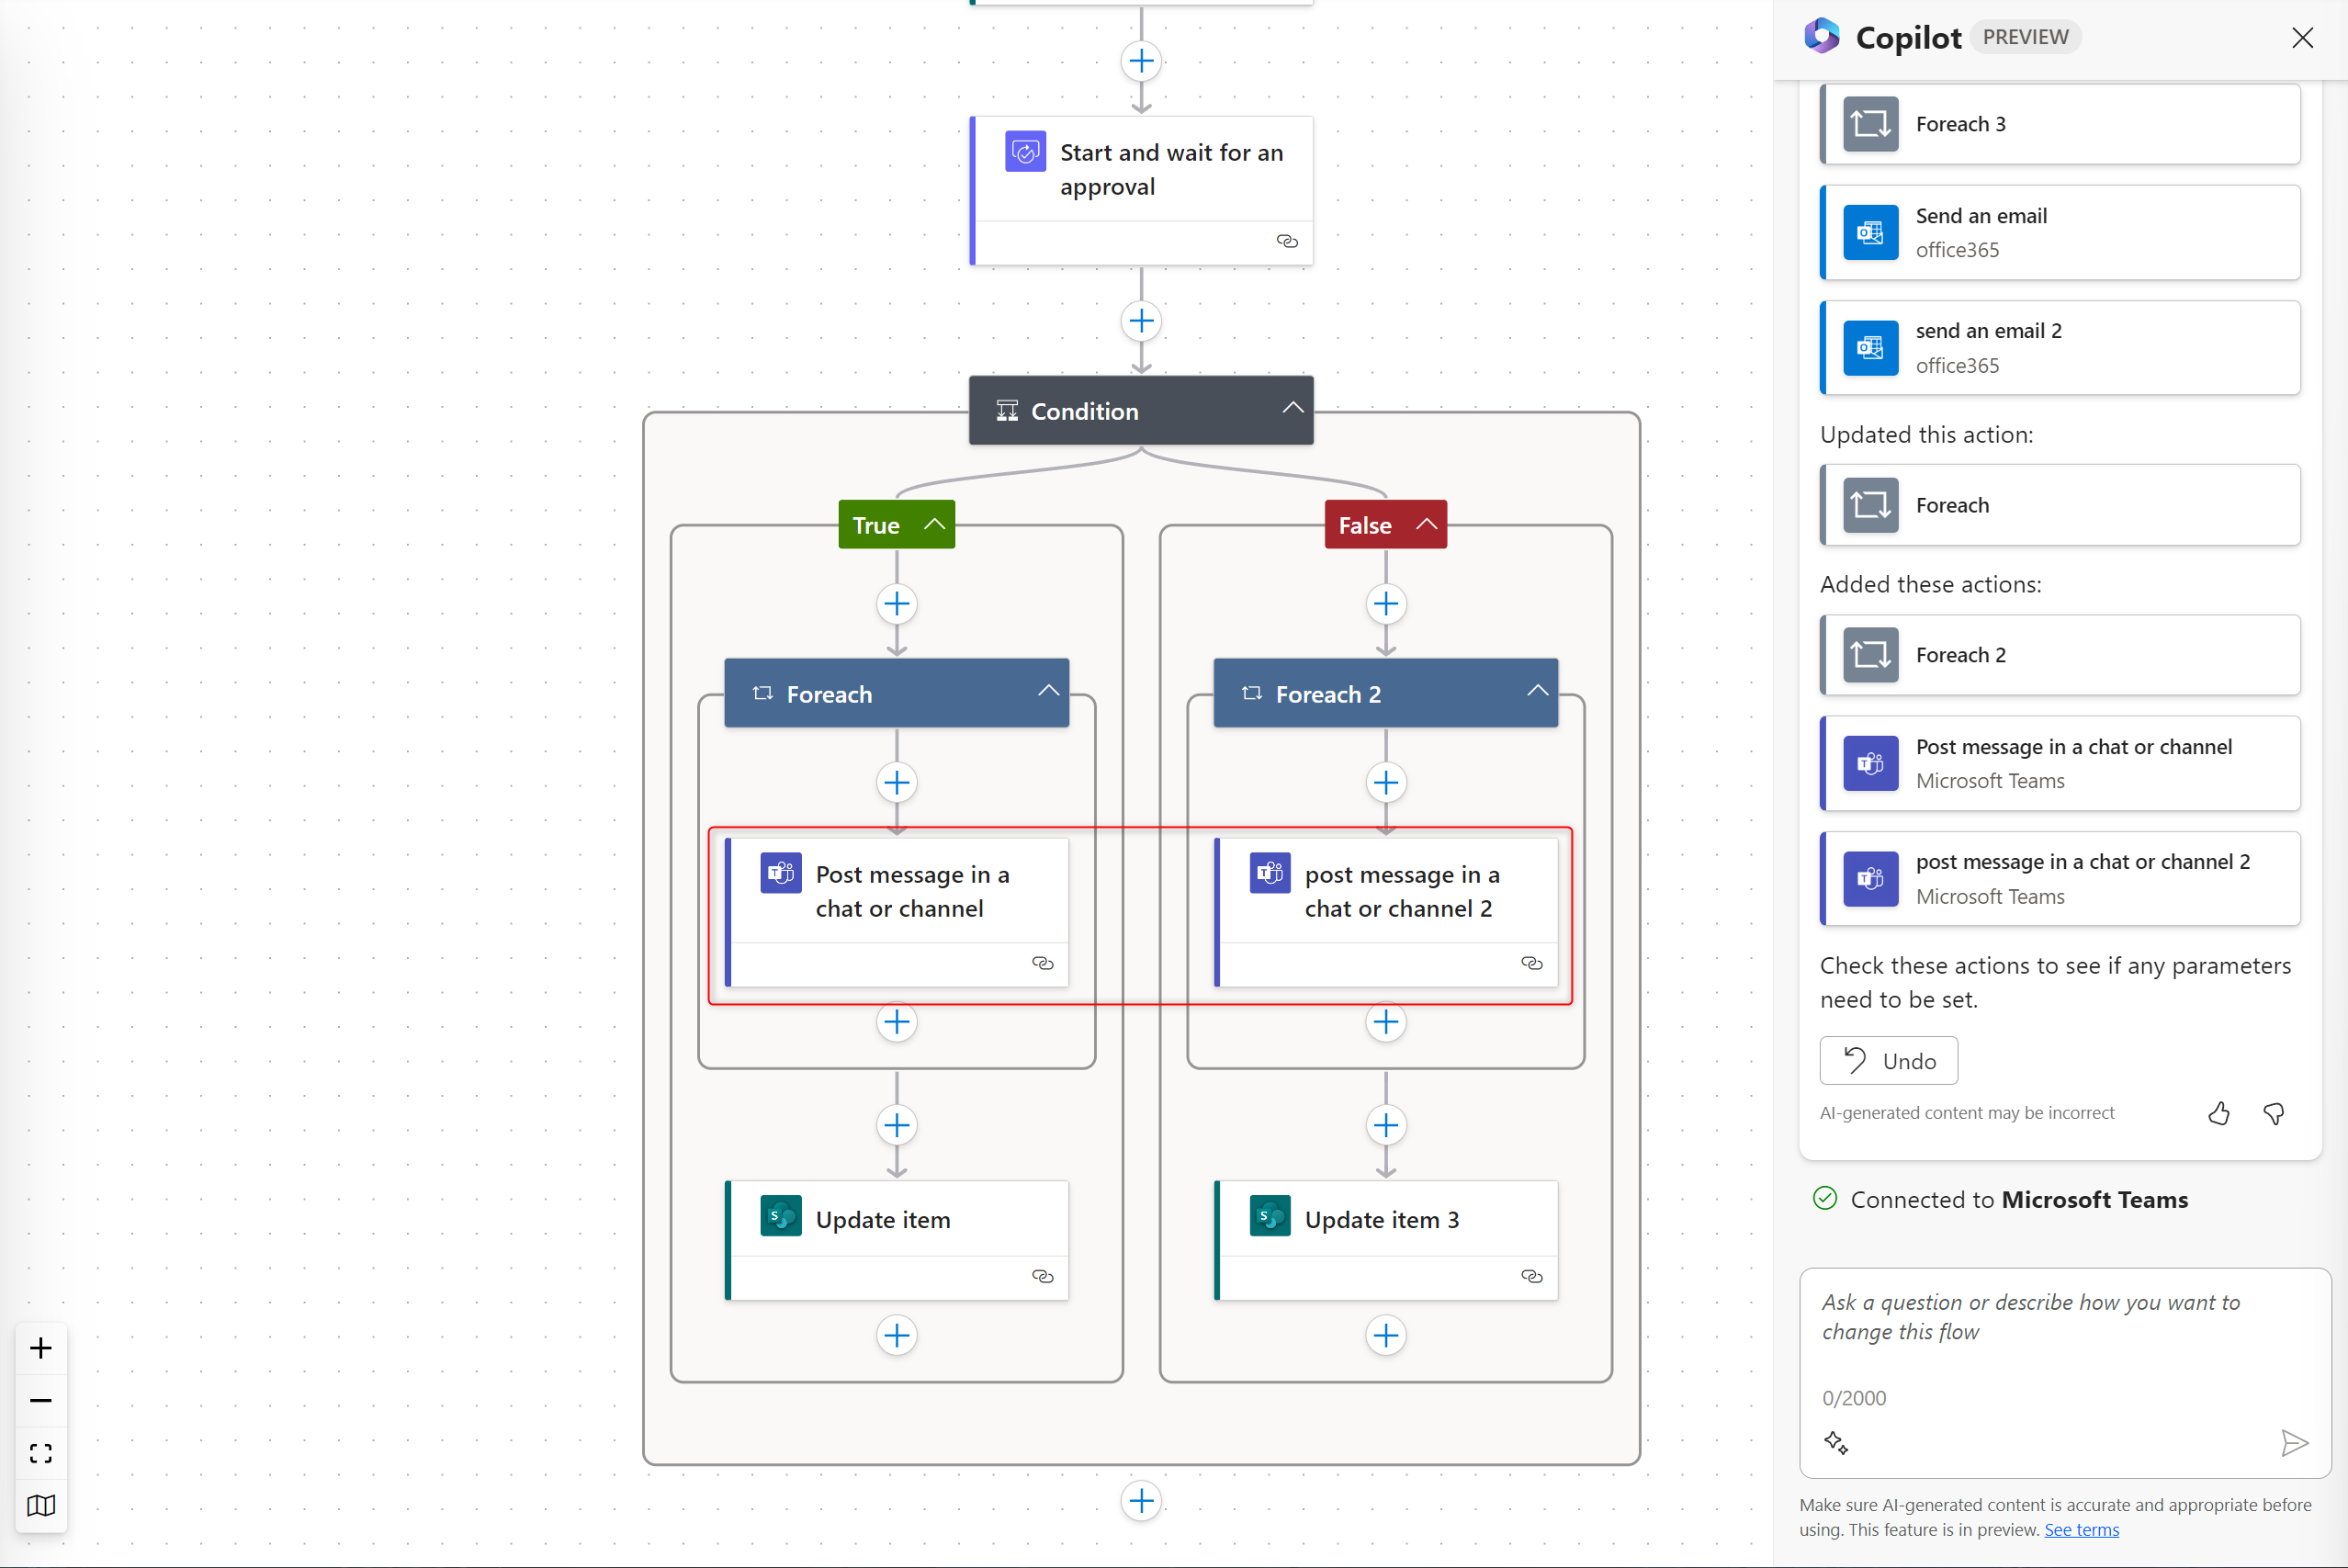 Start and wait for an
approval
Condition
True
False
Foreach
Foreach 2
Post message in a
chat or channel
post message in a
chat or channel 2
Update item
Update item 3
Copilot PREVIEW
Foreach 3
Send an email
office365
send an email 2
office365
Updated this action:
Foreach
Added these actions:
Foreach 2
Post message in a chat or channel
Microsoft Teams
post message in a chat or channel 2
Microsoft Teams
Check these actions to see if any parameters
need to be set.
Undo
AI-generated content may be incorrect
Connected to Microsoft Teams
Ask a question or describe how you want to
change this flow
0/2000
Make sure AI-generated content is accurate and appropriate before
using. This feature is in preview. See terms